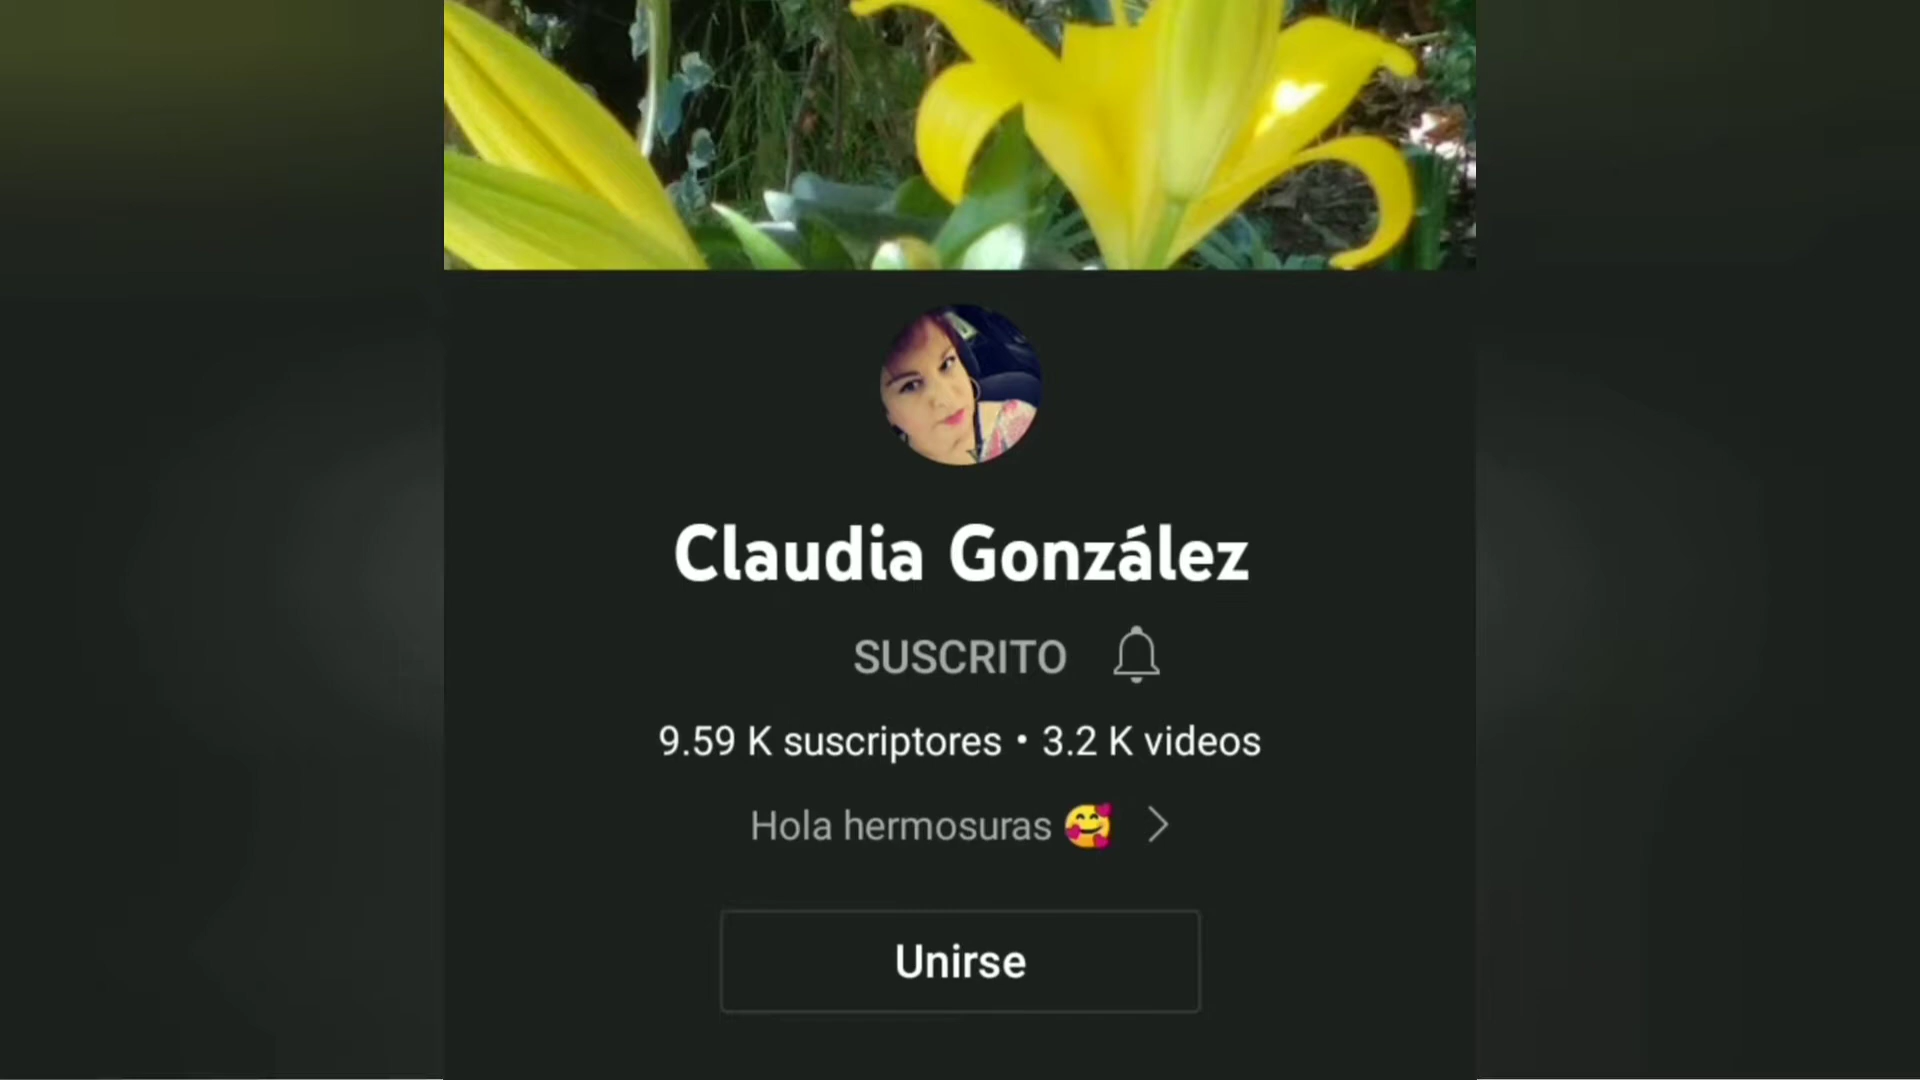 Claudia González
SUSCRITO
9.59 K suscriptores • 3.2 K videos
Hola hermosuras 🥰 >
Unirse